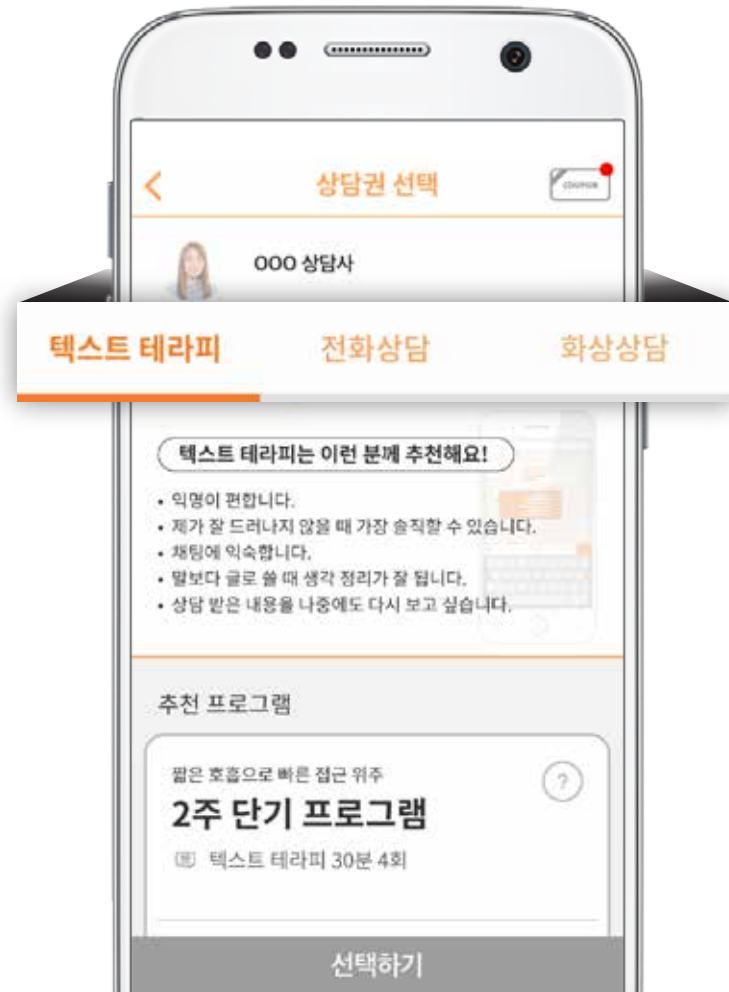 상담권 선택
COUPON
OOO 상담사
텍스트 테라피 전화상담 화상상담
텍스트 테라피는 이런 분께 추천해요!
• 익명이 편합니다.
• 제가 잘 드러나지 않을 때 가장 솔직할 수 있습니다.
• 채팅에 익숙합니다.
• 말보다 글로 쓸 때 생각 정리가 잘 됩니다.
• 상담 받은 내용을 나중에도 다시 보고 싶습니다.
추천 프로그램
짧은 호흡으로 빠른 접근 위주
?
2주 단기 프로그램
텍스트 테라피 30분 4회
선택하기